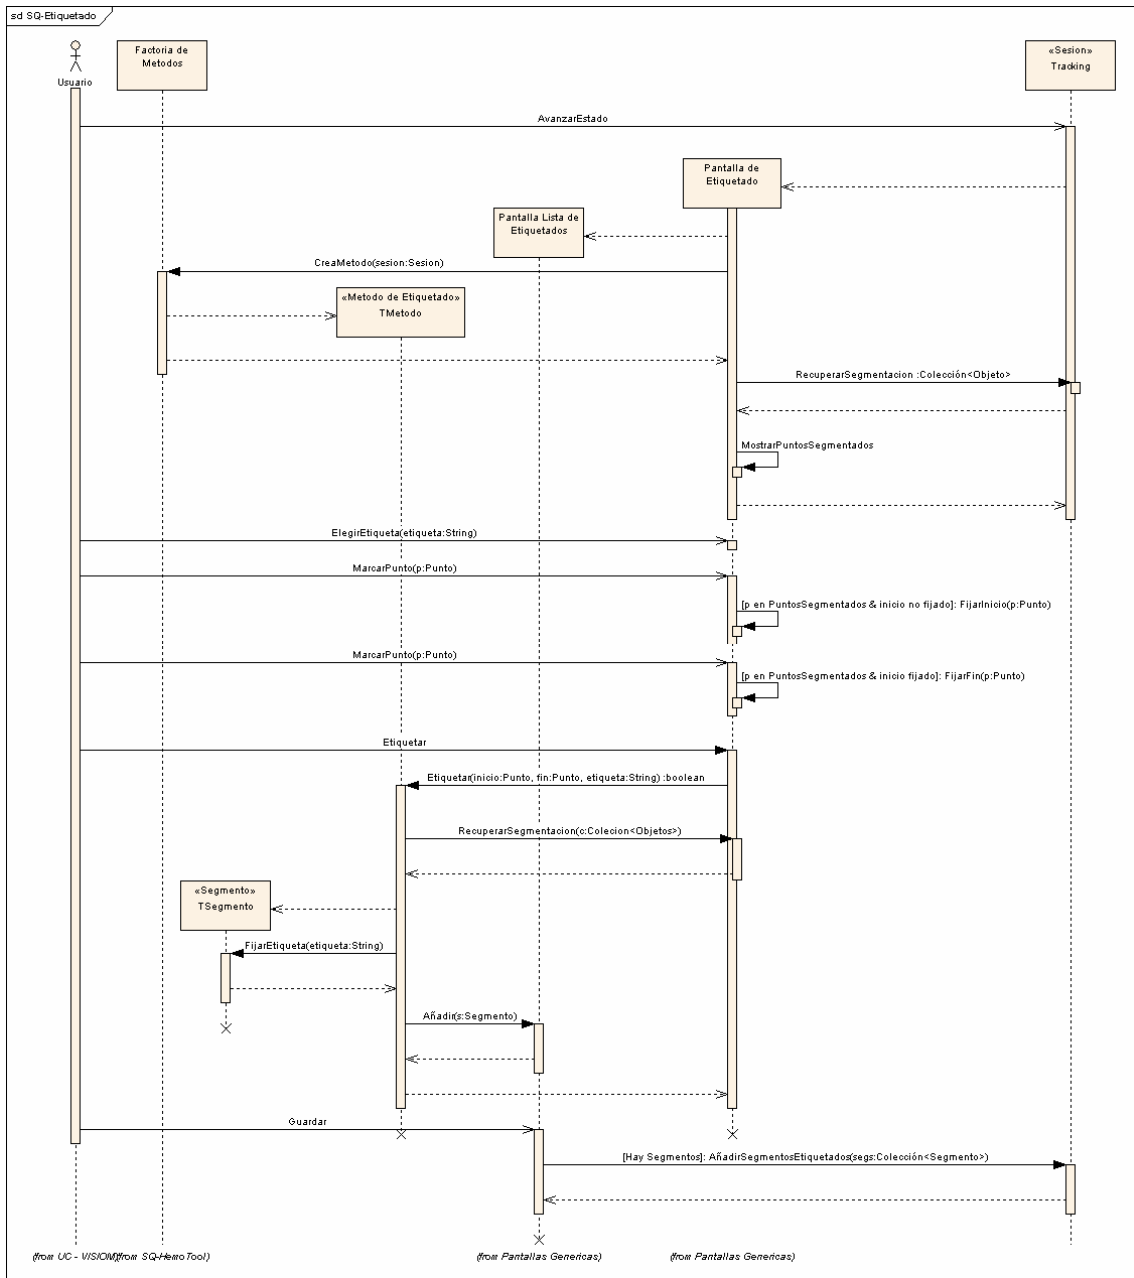 sd SQ-Etiquetado
Factoria de
Metodos
«Sesion»
Tracking
Usuario
AvanzarEstado
Pantalla de
Etiquetado
Pantalla Lista de
Etiquetados
CreaMetodo(sesion:Sesion)
«Metodo de Etiquetado»
TMetodo
RecuperarSegmentacion :Colección<Objeto>
MostrarPuntosSegmentados
ElegirEtiqueta(etiqueta:String)
MarcarPunto(p:Punto)
[p en PuntosSegmentados & inicio no fijado]: FijarInicio(p:Punto)
MarcarPunto(p:Punto)
[p en PuntosSegmentados & inicio fijado]: FijarFin(p:Punto)
Etiquetar
Etiquetar(inicio:Punto, fin:Punto, etiqueta:String) :boolean
RecuperarSegmentacion(c:Colecion<Objetos>)
«Segmento»
TSegmento
FijarEtiqueta(etiqueta:String)
Añadir(s:Segmento)
Guardar
[Hay Segmentos]: AñadirSegmentosEtiquetados(segs:Colección<Segmento>)
(from UC - VISION)
(from SQ-HemoTool)
(from Pantallas Genericas)
(from Pantallas Genericas)